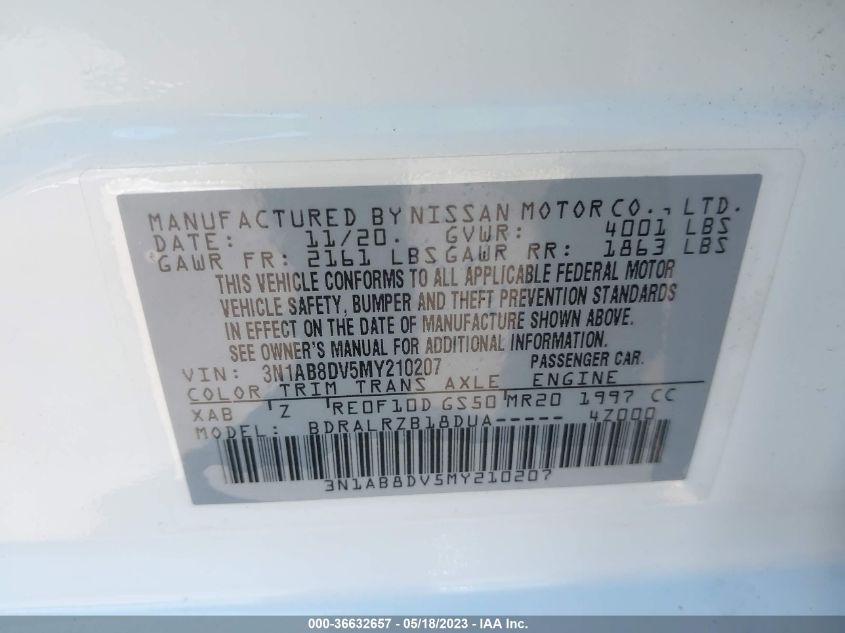 MANUFACTURED BY NISSAN MOTOR CO., LTD.
DATE: 11/20. GVWR: 4001 LBS
GAWR FR: 2161 LBS GAWR RR: 1863 LBS
THIS VEHICLE CONFORMS TO ALL APPLICABLE FEDERAL MOTOR
VEHICLE SAFETY, BUMPER AND THEFT PREVENTION STANDARDS
IN EFFECT ON THE DATE OF MANUFACTURE SHOWN ABOVE.
SEE OWNER'S MANUAL FOR ADDITIONAL INFORMATION.
VIN: 3N1AB8DV5MY210207 PASSENGER CAR.
COLOR TRIM TRANS AXLE ENGINE
XAB Z RE0F10D GS50 MR20 1997 CC
MODEL: BDRALRZB18DUA----- 4Z000
3N1AB8DV5MY210207
000-36632657 - 05/18/2023 - IAA Inc.